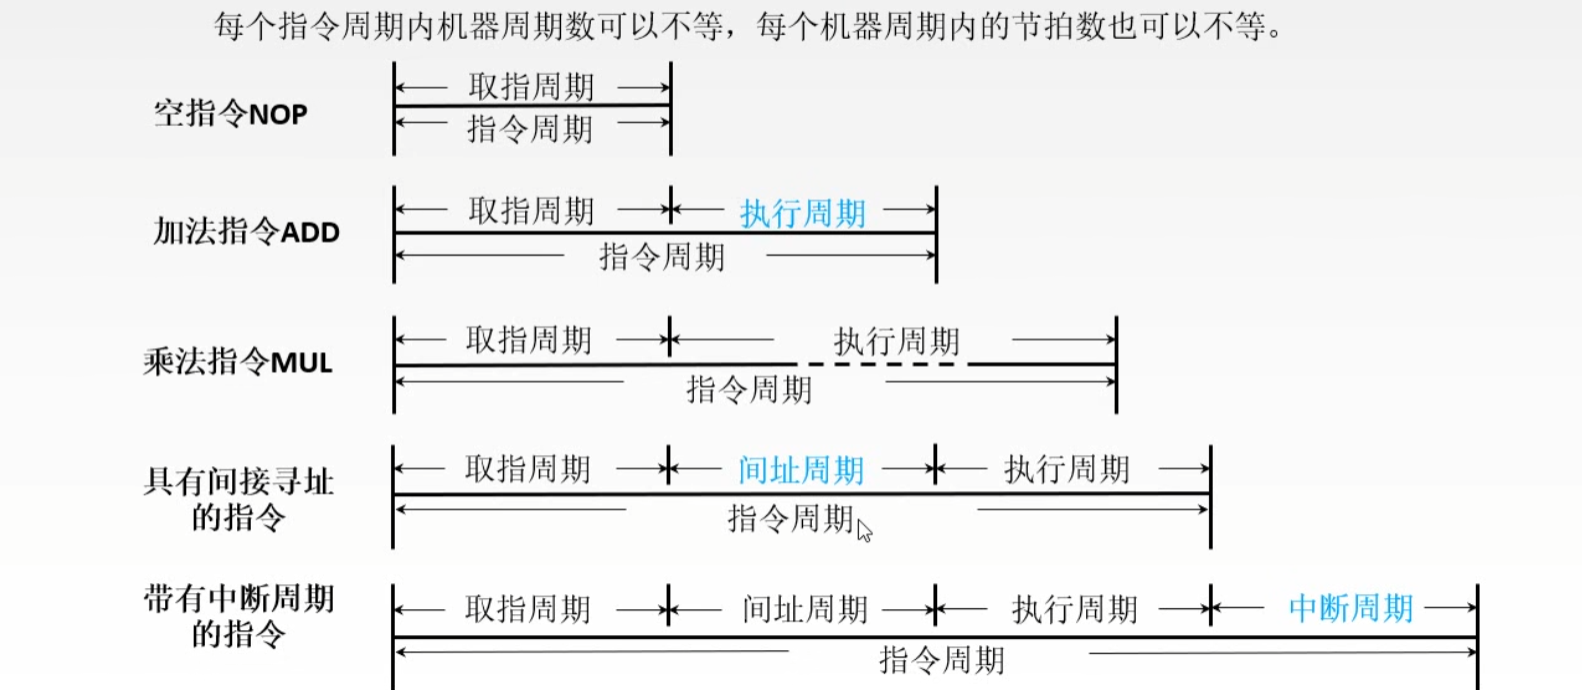 每个指令周期内机器周期数可以不等，每个机器周期内的节拍数也可以不等。
取指周期
空指令NOP
指令周期
取指周期 执行周期
加法指令ADD
指令周期
取指周期 执行周期
乘法指令MUL
指令周期
取指周期 间址周期 执行周期
具有间接寻址
的指令
指令周期
取指周期 间址周期 执行周期 中断周期
带有中断周期
的指令
指令周期